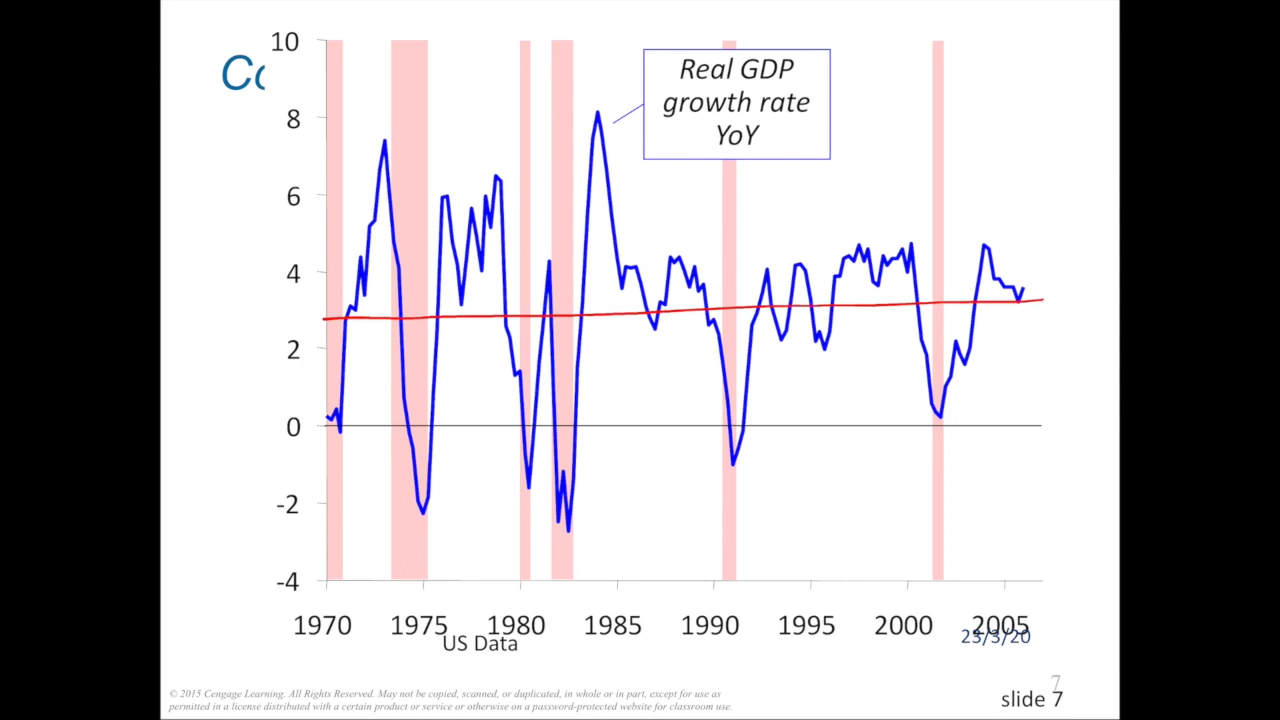 Co
10
Real GDP
growth rate
YoY
8
6
4
2
0
-2
-4
1970 1975 1980 1985 1990 1995 2000 2005
US Data
23/3/20
7
slide 7
© 2015 Cengage Learning. All Rights Reserved. May not be copied, scanned, or duplicated, in whole or in part, except for use as
permitted in a license distributed with a certain product or service or otherwise on a password-protected website for classroom use.